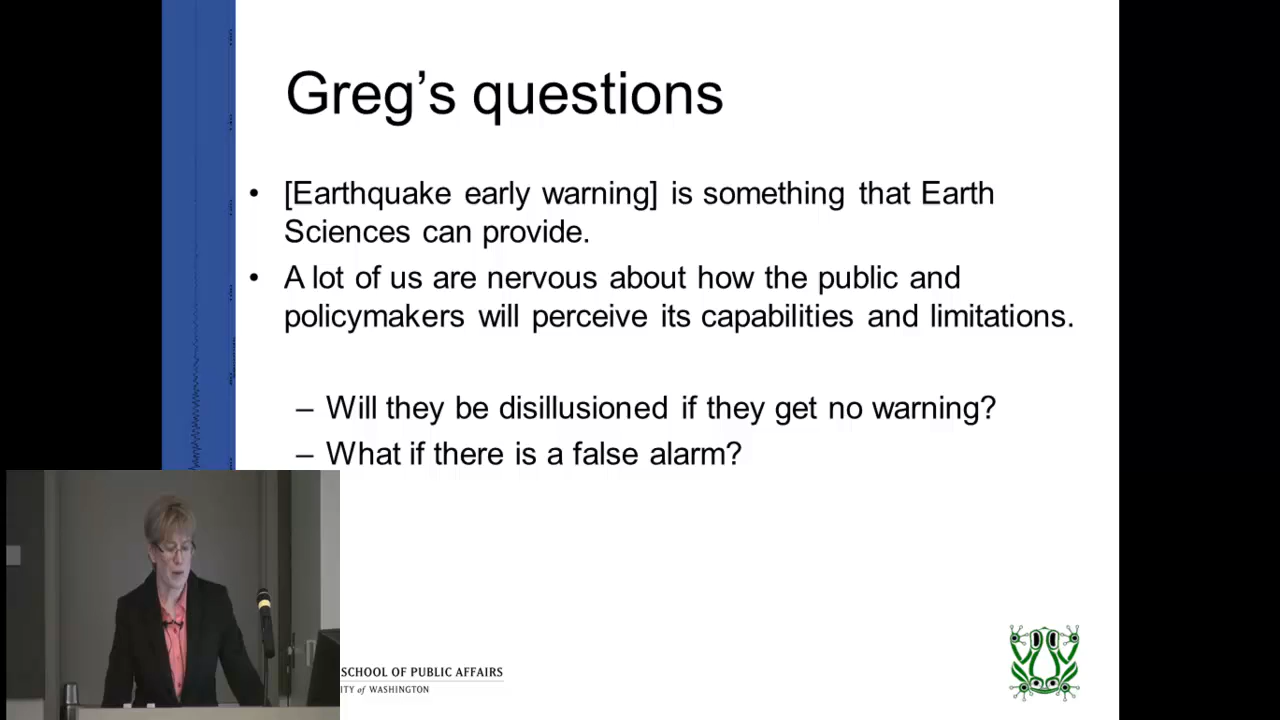 Greg's questions
• [Earthquake early warning] is something that Earth
Sciences can provide.
• A lot of us are nervous about how the public and
policymakers will perceive its capabilities and limitations.
– Will they be disillusioned if they get no warning?
– What if there is a false alarm?
SCHOOL OF PUBLIC AFFAIRS
ITY of WASHINGTON